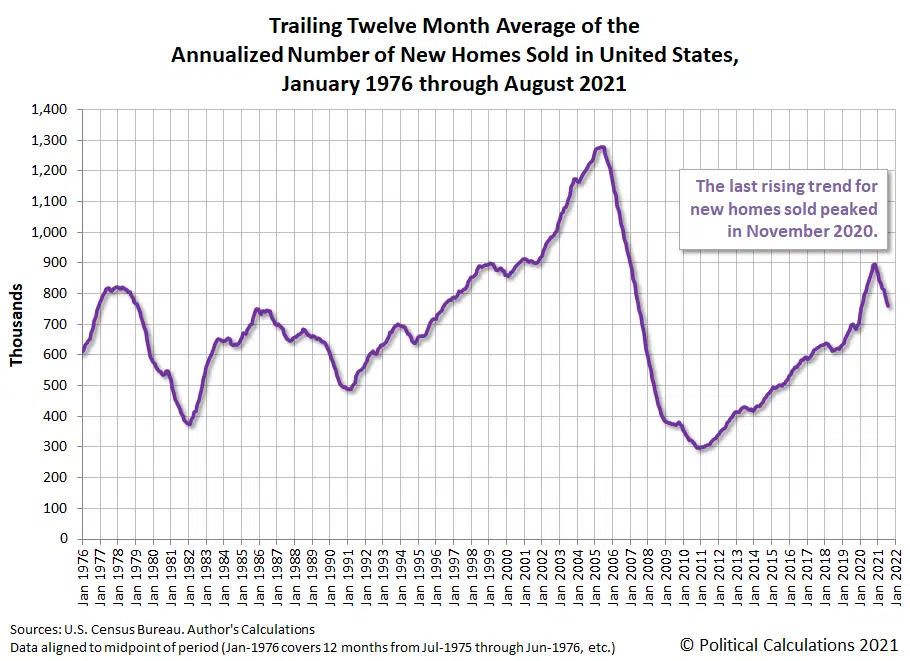 Trailing Twelve Month Average of the
Annualized Number of New Homes Sold in United States,
January 1976 through August 2021
1,400
1,300
1,200
1,100
1,000
900
800
700
600
500
400
300
200
100
0
Thousands
The last rising trend for
new homes sold peaked
in November 2020.
Jan 1976
Jan 1977
Jan 1978
Jan 1979
Jan 1980
Jan 1981
Jan 1982
Jan 1983
Jan 1984
Jan 1985
Jan 1986
Jan 1987
Jan 1988
Jan 1989
Jan 1990
Jan 1991
Jan 1992
Jan 1993
Jan 1994
Jan 1995
Jan 1996
Jan 1997
Jan 1998
Jan 1999
Jan 2000
Jan 2001
Jan 2002
Jan 2003
Jan 2004
Jan 2005
Jan 2006
Jan 2007
Jan 2008
Jan 2009
Jan 2010
Jan 2011
Jan 2012
Jan 2013
Jan 2014
Jan 2015
Jan 2016
Jan 2017
Jan 2018
Jan 2019
Jan 2020
Jan 2021
Jan 2022
Sources: U.S. Census Bureau. Author's Calculations
Data aligned to midpoint of period (Jan-1976 covers 12 months from Jul-1975 through Jun-1976, etc.)
© Political Calculations 2021